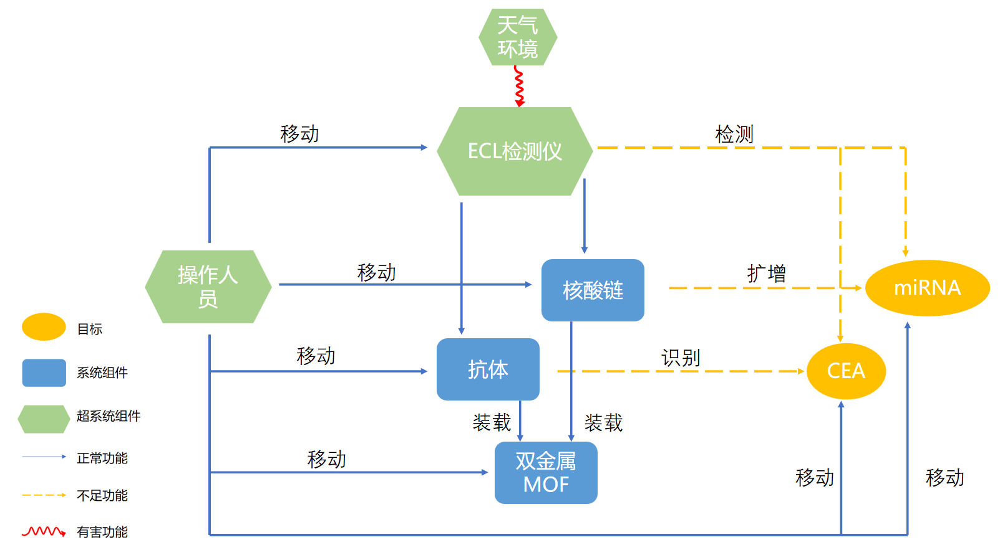 天气
环境
移动
检测
ECL检测仪
操作人
员
移动
核酸链
扩增
miRNA
目标
移动
抗体
识别
CEA
系统组件
超系统组件
装载
装载
正常功能
移动
双金属
MOF
移动
移动
不足功能
有害功能